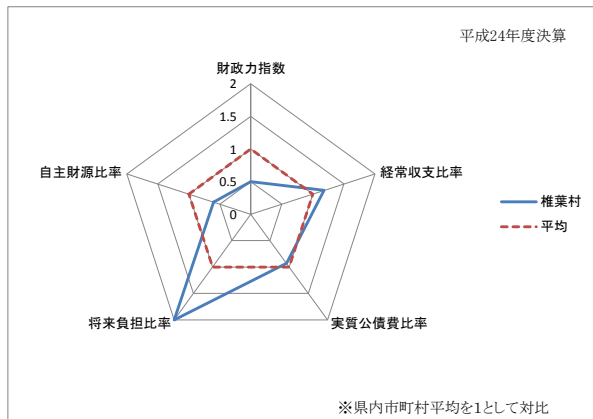 平成24年度決算
財政力指数
2
1.5
1
0.5
0
自主財源比率
経常収支比率
将来負担比率
実質公債費比率
椎葉村
平均
※県内市町村平均を1として対比